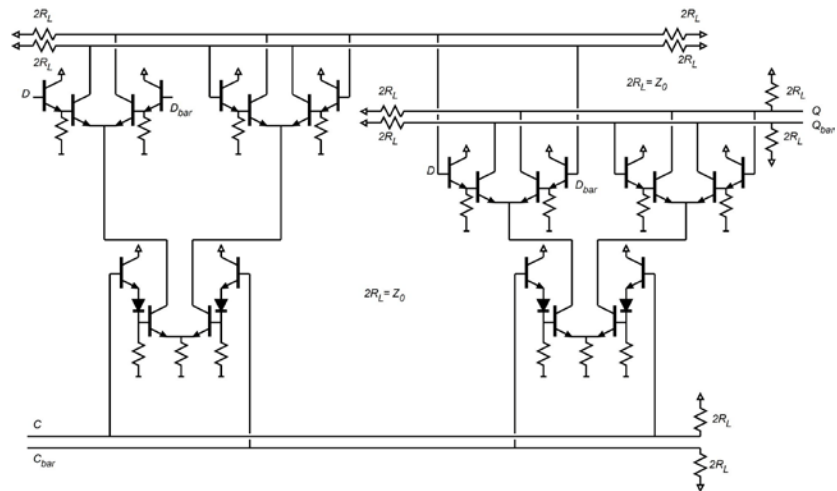 2R_L
2R_L
2R_L
2R_L
D
D_bar
2R_L = Z_0
2R_L
2R_L
2R_L
2R_L
Q
Q_bar
D
D_bar
2R_L = Z_0
C
C_bar
2R_L
2R_L